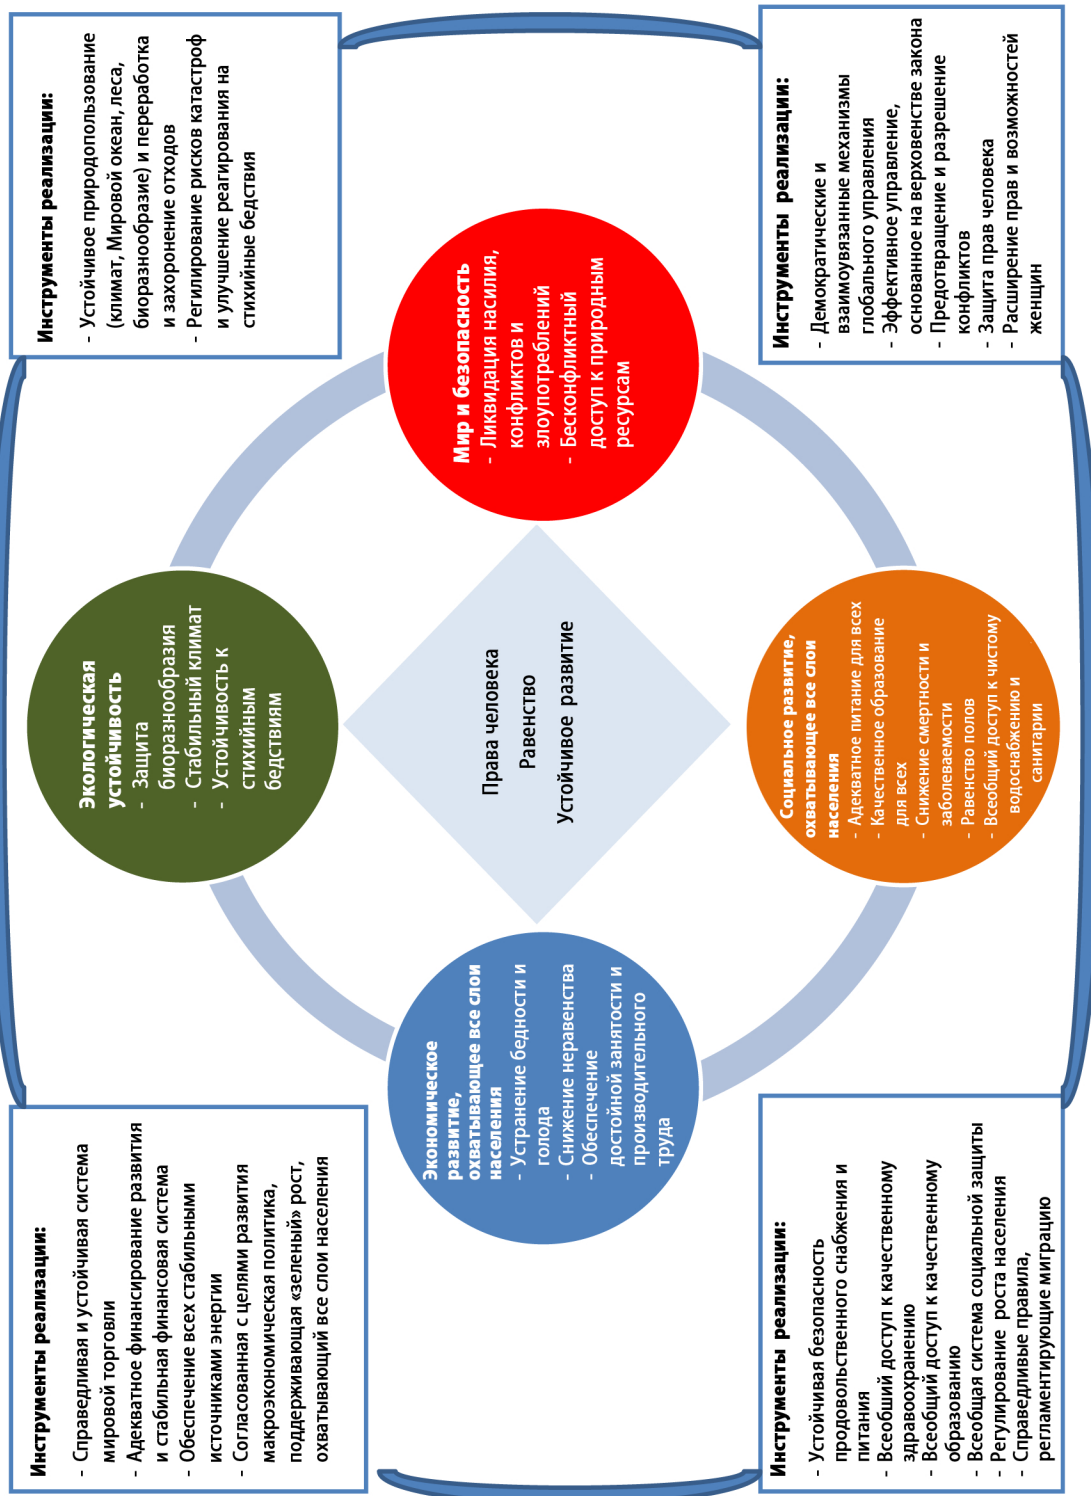 Инструменты реализации:
- Справедливая и устойчивая система
мировой торговли
- Адекватное финансирование развития
и стабильная финансовая система
- Обеспечение всех стабильными
источниками энергии
- Согласованная с целями развития
макроэкономическая политика,
поддерживающая «зеленый» рост,
охватывающий все слои населения
Экологическая
устойчивость
- Защита
биоразнообразия
- Стабильный климат
- Устойчивость к
стихийным
бедствиям
Инструменты реализации:
- Устойчивое природопользование
(климат, Мировой океан, леса,
биоразнообразие) и переработка
и захоронение отходов
- Регилирование рисков катастроф
и улучшение реагирования на
стихийные бедствия
Экономическое
развитие,
охватывающее все слои
населения
- Устранение бедности и
голода
- Снижение неравенства
- Обеспечение
достойной занятости и
производительного
труда
Права человека
Равенство
Устойчивое развитие
Мир и безопасность
- Ликвидация насилия,
конфликтов и
злоупотреблений
- Бесконфликтный
доступ к природным
ресурсам
Инструменты реализации:
- Устойчивая безопасность
продовольственного снабжения и
питания
- Всеобший доступ к качественному
здравоохранению
- Всеобщий доступ к качественному
образованию
- Всеобщая система социальной защиты
- Регулирование роста населения
- Справедливые правила,
регламентирующие миграцию
Социальное развитие,
охватывающее все слои
населения
- Адекватное питание для всех
- Качественное образование
для всех
- Снижение смертности и
заболеваемости
- Равенство полов
- Всеобщий доступ к чистому
водоснабжению и
санитарии
Инструменты реализации:
- Демократические и
взаимоувязанные механизмы
глобального управления
- Эффективное управление,
основанное на верховенстве закона
- Предотвращение и разрешение
конфликтов
- Защита прав человека
- Расширение прав и возможностей
женщин